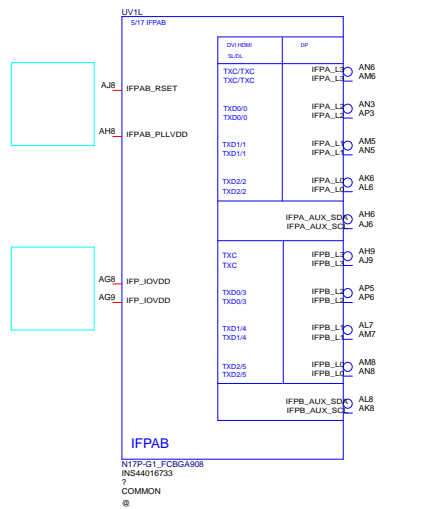 UV1L
5/17 IFPAB
DVI HDMI DP
SL/DL
TXC/TXC IFPA_L3 AN6
TXC/TXC IFPA_L3 AM6
AJ8 IFPAB_RSET
TXD0/0 IFPA_L2 AN3
TXD0/0 IFPA_L2 AP3
AH8 IFPAB_PLLVDD
TXD1/1 IFPA_L1 AM5
TXD1/1 IFPA_L1 AN5
TXD2/2 IFPA_L0 AK6
TXD2/2 IFPA_L0 AL6
IFPA_AUX_SDA AH6
IFPA_AUX_SCL AJ6
TXC IFPB_L3 AH9
TXC IFPB_L3 AJ9
AG8 IFP_IOVDD
TXD0/3 IFPB_L2 AP5
AG9 IFP_IOVDD
TXD0/3 IFPB_L2 AP6
TXD1/4 IFPB_L1 AL7
TXD1/4 IFPB_L1 AM7
TXD2/5 IFPB_L0 AM8
TXD2/5 IFPB_L0 AN8
IFPB_AUX_SDA AL8
IFPB_AUX_SCL AK8
IFPAB
N17P-G1_FCBGA908
INS44016733
?
COMMON
@